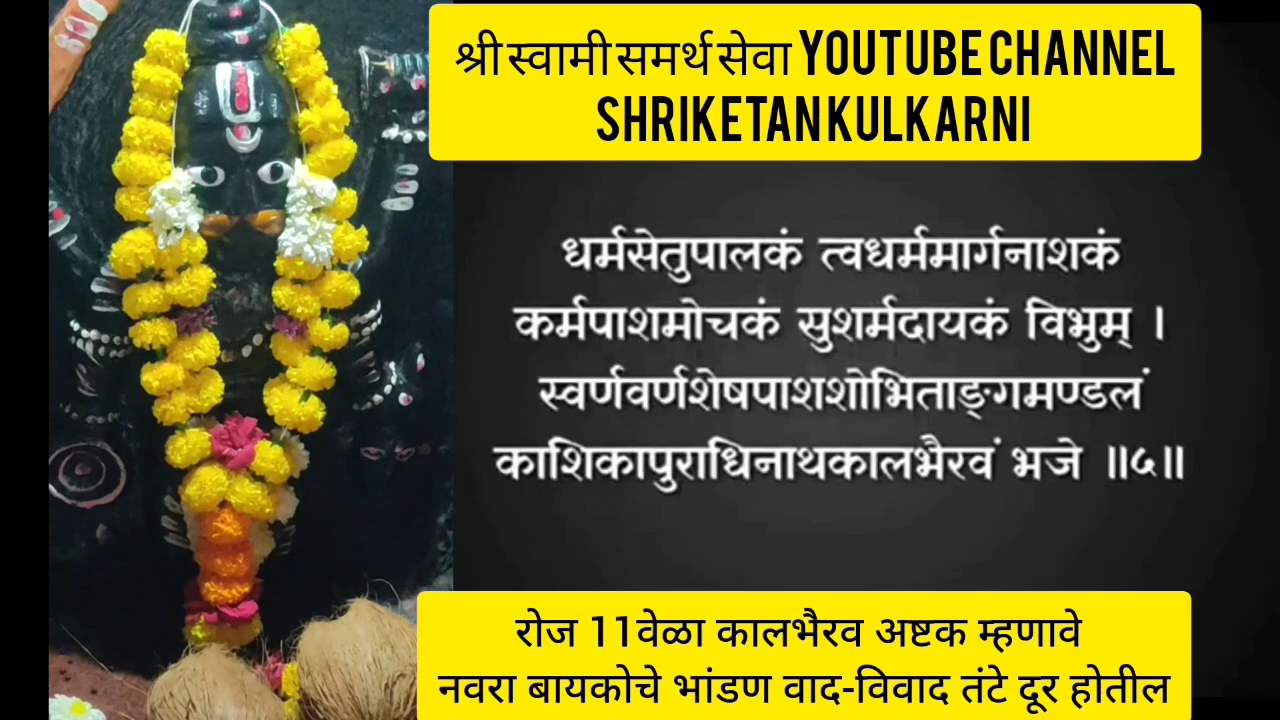 श्री स्वामी समर्थ सेवा YOUTUBE CHANNEL
SHRIKETAN KULKARNI
धर्मसेतुपालकं त्वधर्ममार्गनाशकं
कर्मपाशमोचकं सुशर्मदायकं विभुम् ।
स्वर्णवर्णशेषपाशशोभिताङ्गमण्डलं
काशिकापुराधिनाथकालभैरवं भजे ॥५॥
रोज 11वेळा कालभैरव अष्टक म्हणावे
नवरा बायकोचे भांडण वाद-विवाद तंटे दूर होतील